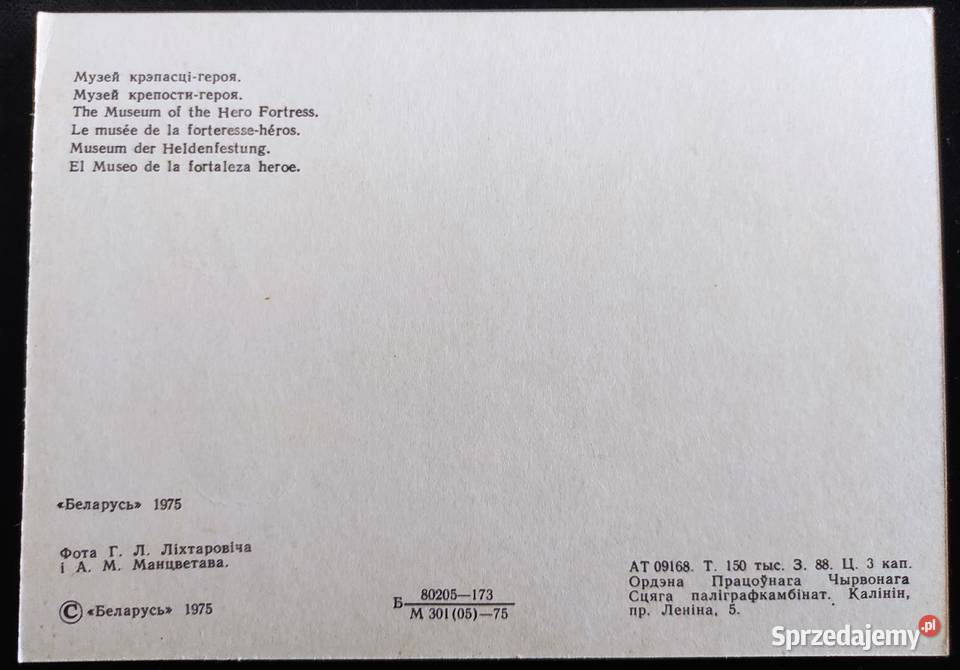 Музей крэпасці-героя.
Музей крепости-героя.
The Museum of the Hero Fortress.
Le musée de la forteresse-héros.
Museum der Heldenfestung.
El Museo de la fortaleza heroe.
«Беларусь» 1975
Фота Г. Л. Ліхтаровіча
і А. М. Манцветава.
© «Беларусь» 1975
Б 80205—173
М 301(05)—75
АТ 09168. Т. 150 тыс. З. 88. Ц. 3 кап.
Ордэна Працоўнага Чырвонага
Сцяга паліграфкамбінат. Калінін,
пр. Леніна, 5.
Sprzedajemy.pl